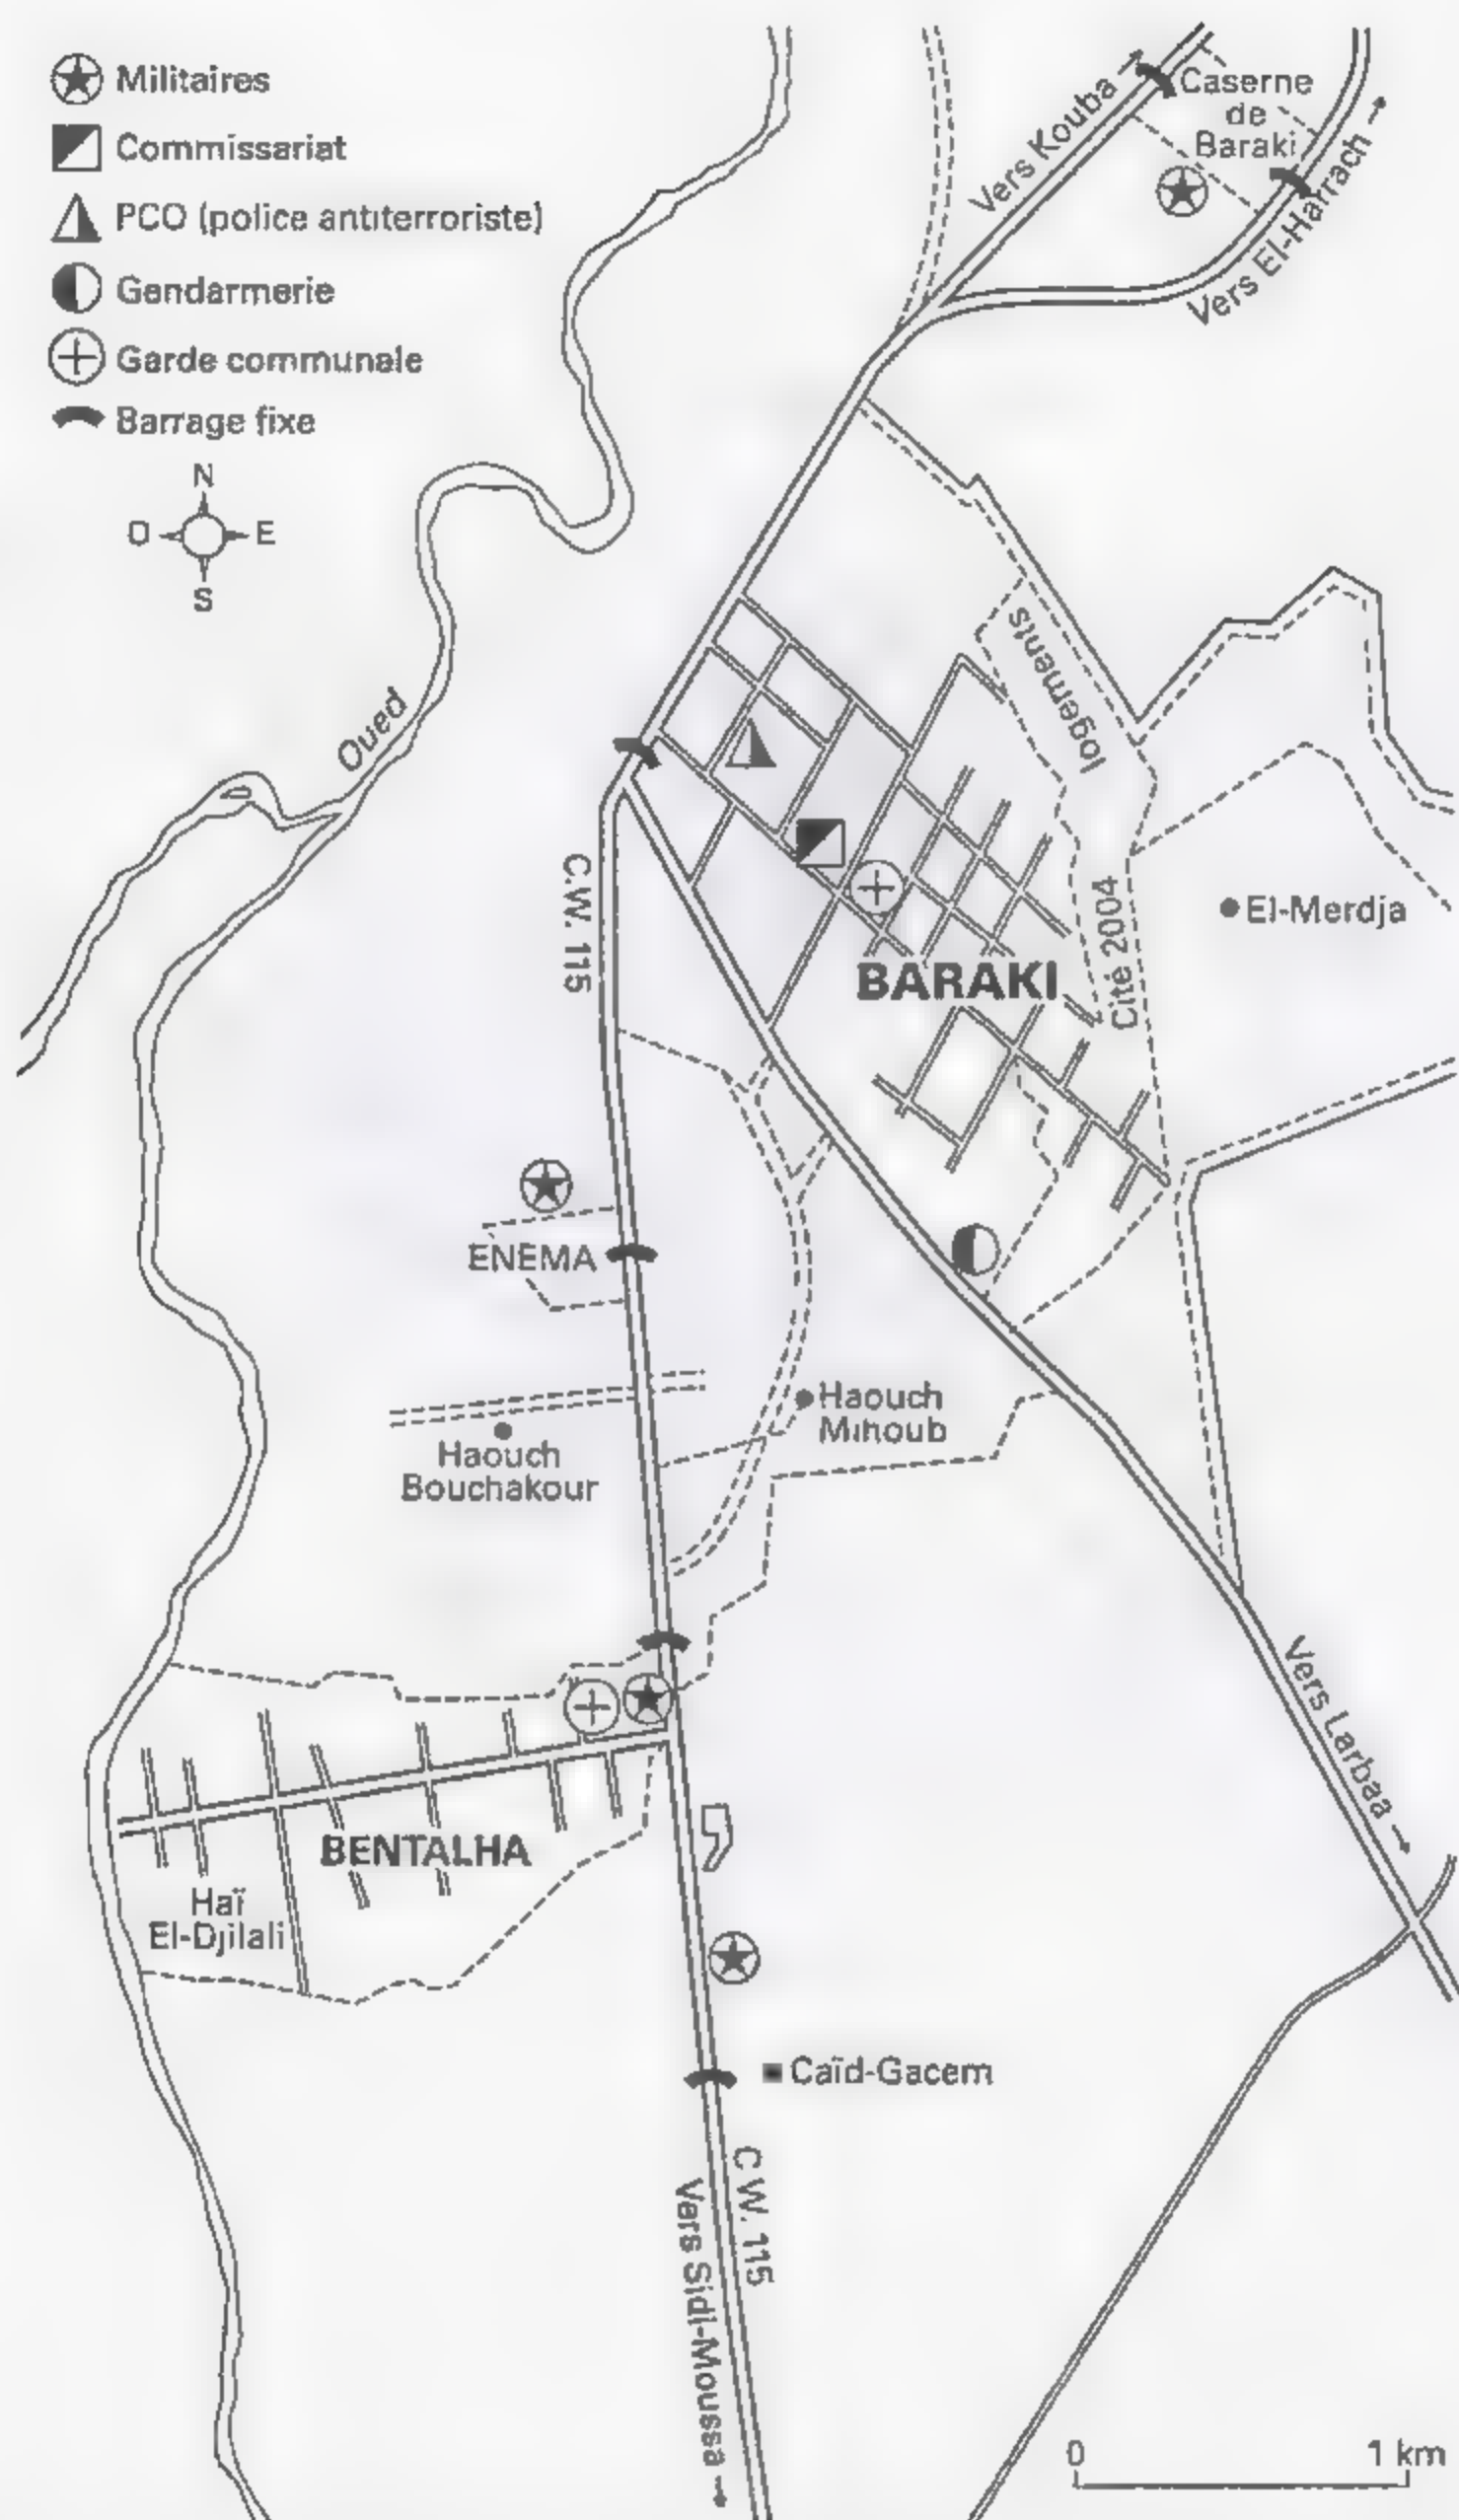 Militaires
Commissariat
PCO (police antiterroriste)
Gendarmerie
Garde communale
Barrage fixe
N
O
E
S
Vers Kouba
Caserne
de
Baraki
Vers El-Harrach
Oued
logements
Cité 2004
El-Merdja
C.W. 115
BARAKI
ENEMA
Haouch
Mihoub
Haouch
Bouchakour
Vers Larbaa
BENTALHA
Haï
El-Djilali
Caïd-Gacem
C W. 115
Vers Sidi-Moussa
0
1 km